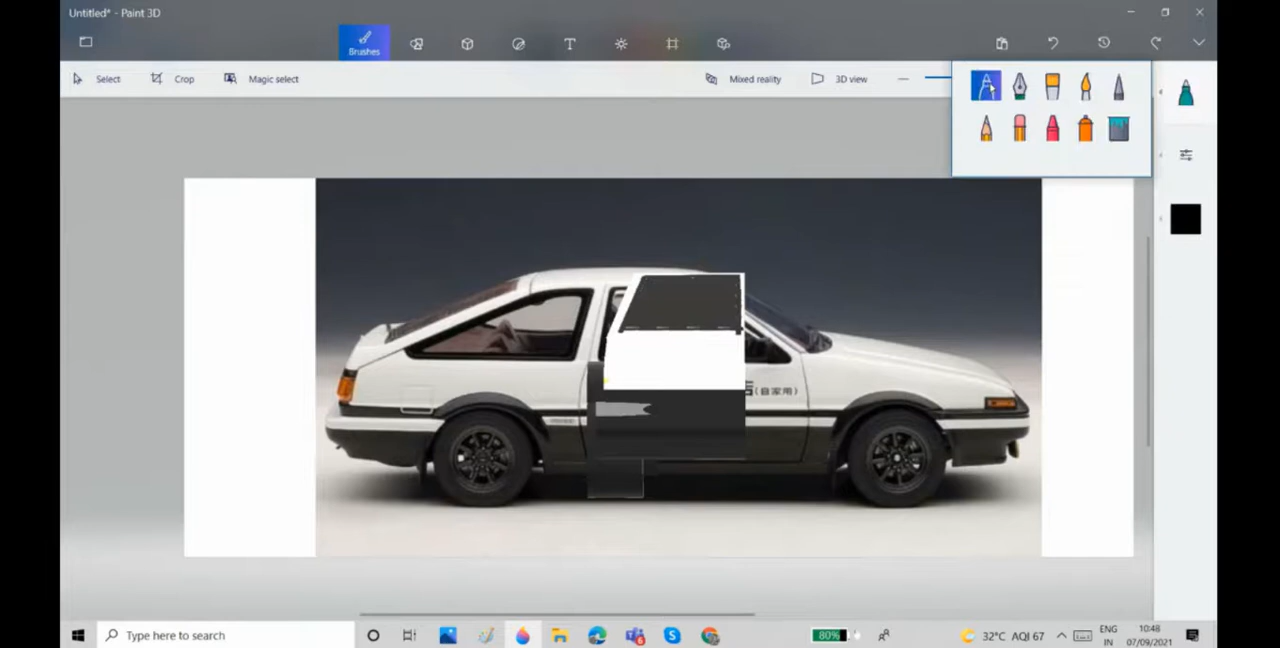 Untitled* - Paint 3D
Brushes
Select Crop Magic select Mixed reality 3D view
(自家用)
Type here to search
80%
32°C AQI 67
ENG
IN
10:48
07/09/2021